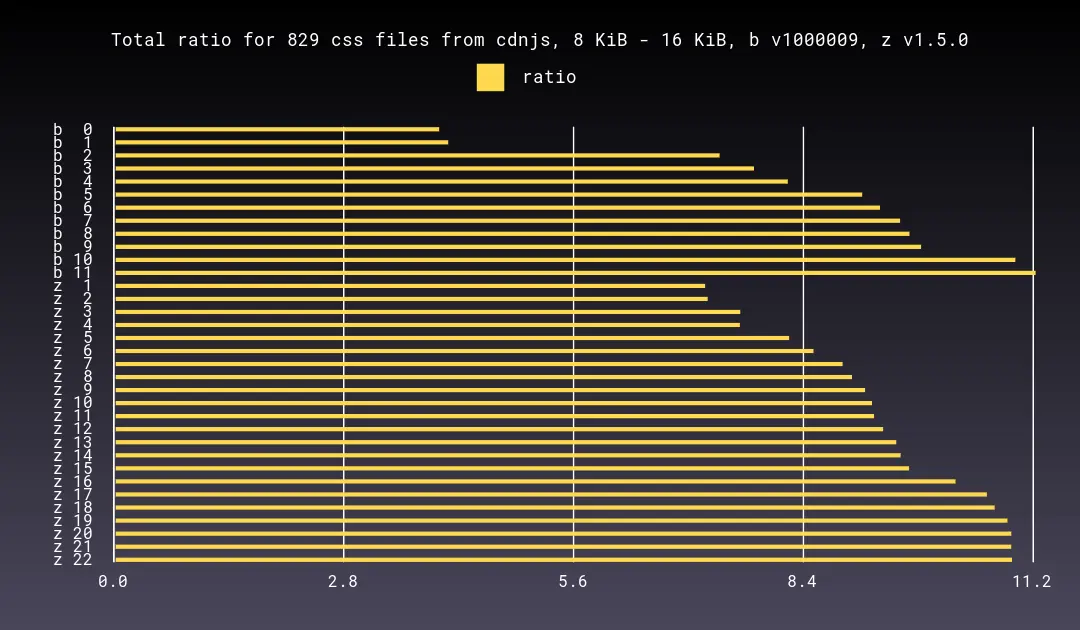 Total ratio for 829 css files from cdnjs, 8 KiB - 16 KiB, b v1000009, z v1.5.0
ratio
b 0
b 1
b 2
b 3
b 4
b 5
b 6
b 7
b 8
b 9
b 10
b 11
z 1
z 2
z 3
z 4
z 5
z 6
z 7
z 8
z 9
z 10
z 11
z 12
z 13
z 14
z 15
z 16
z 17
z 18
z 19
z 20
z 21
z 22
0.0 2.8 5.6 8.4 11.2